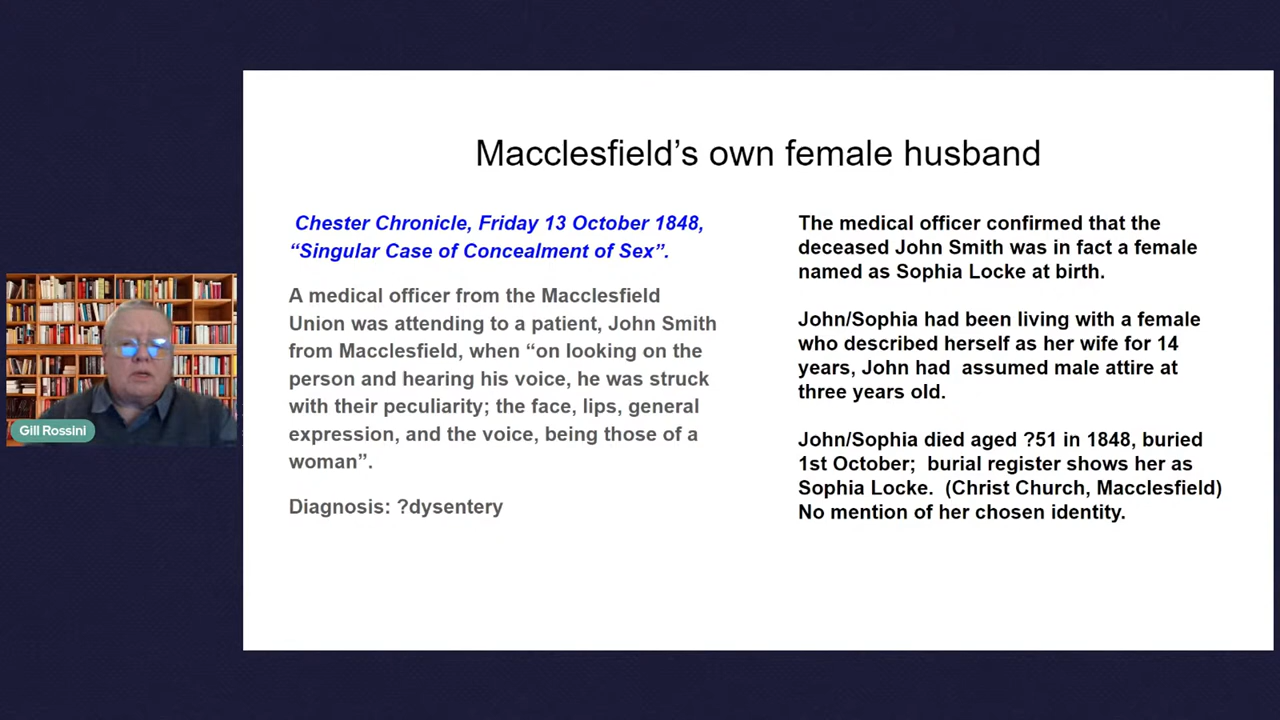 Macclesfield’s own female husband
Chester Chronicle, Friday 13 October 1848,
“Singular Case of Concealment of Sex”.
A medical officer from the Macclesfield
Union was attending to a patient, John Smith
from Macclesfield, when “on looking on the
person and hearing his voice, he was struck
with their peculiarity; the face, lips, general
expression, and the voice, being those of a
woman”.
Diagnosis: ?dysentery
The medical officer confirmed that the
deceased John Smith was in fact a female
named as Sophia Locke at birth.
John/Sophia had been living with a female
who described herself as her wife for 14
years, John had  assumed male attire at
three years old.
John/Sophia died aged ?51 in 1848, buried
1st October;  burial register shows her as
Sophia Locke.  (Christ Church, Macclesfield)
No mention of her chosen identity.
Gill Rossini